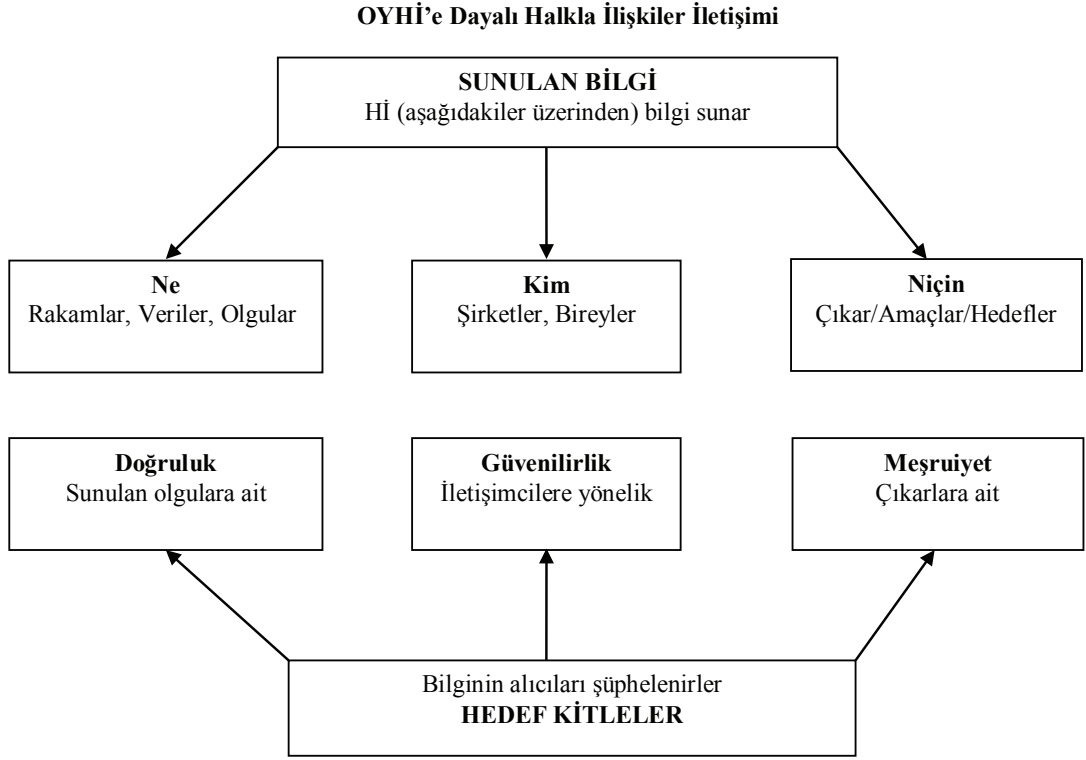 OYHİ’e Dayalı Halkla İlişkiler İletişimi
SUNULAN BİLGİ
Hİ (aşağıdakiler üzerinden) bilgi sunar
Ne
Rakamlar, Veriler, Olgular
Kim
Şirketler, Bireyler
Niçin
Çıkar/Amaçlar/Hedefler
Doğruluk
Sunulan olgulara ait
Güvenilirlik
İletişimcilere yönelik
Meşruiyet
Çıkarlara ait
Bilginin alıcıları şüphelenirler
HEDEF KİTLELER